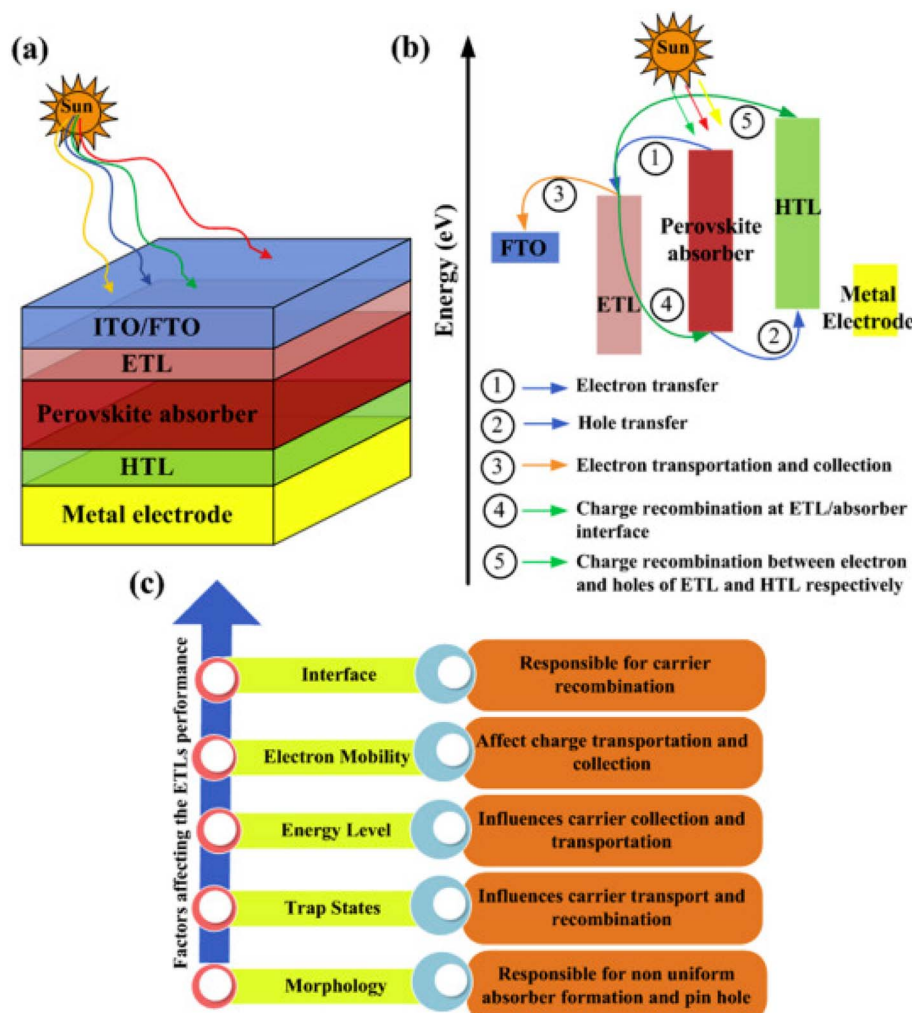 (a)
Sun
ITO/FTO
ETL
Perovskite absorber
HTL
Metal electrode
(b)
Energy (eV)
Sun
5
1
3
HTL
FTO
Perovskite
absorber
ETL
4
Metal
Electrode
2
1 Electron transfer
2 Hole transfer
3 Electron transportation and collection
4 Charge recombination at ETL/absorber
interface
5 Charge recombination between electron
and holes of ETL and HTL respectively
(c)
Factors affecting the ETLs performance
Interface
Responsible for carrier
recombination
Electron Mobility
Affect charge transportation and
collection
Energy Level
Influences carrier collection and
transportation
Trap States
Influences carrier transport and
recombination
Morphology
Responsible for non uniform
absorber formation and pin hole